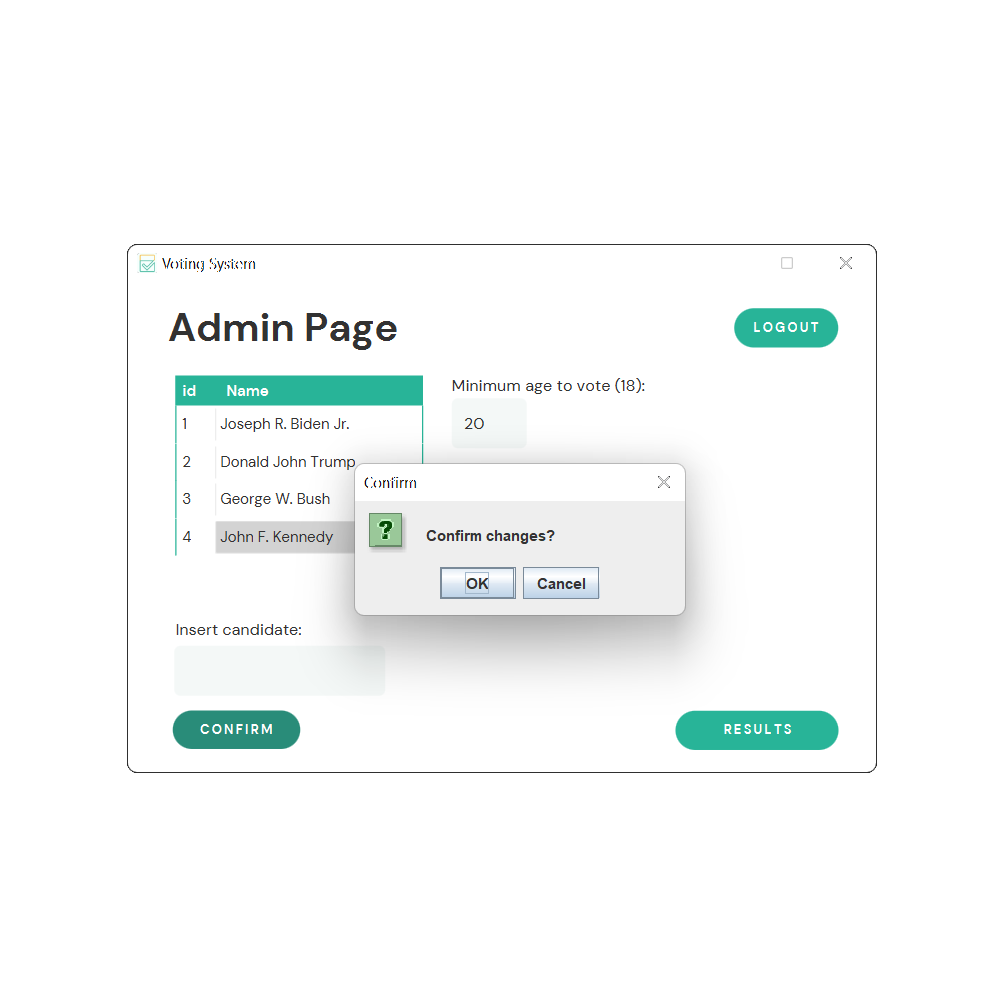 Voting System
Admin Page
LOGOUT
id Name
1 Joseph R. Biden Jr.
2 Donald John Trump
3 George W. Bush
4 John F. Kennedy
Minimum age to vote (18):
20
Confirm
?
Confirm changes?
OK Cancel
Insert candidate:
CONFIRM
RESULTS